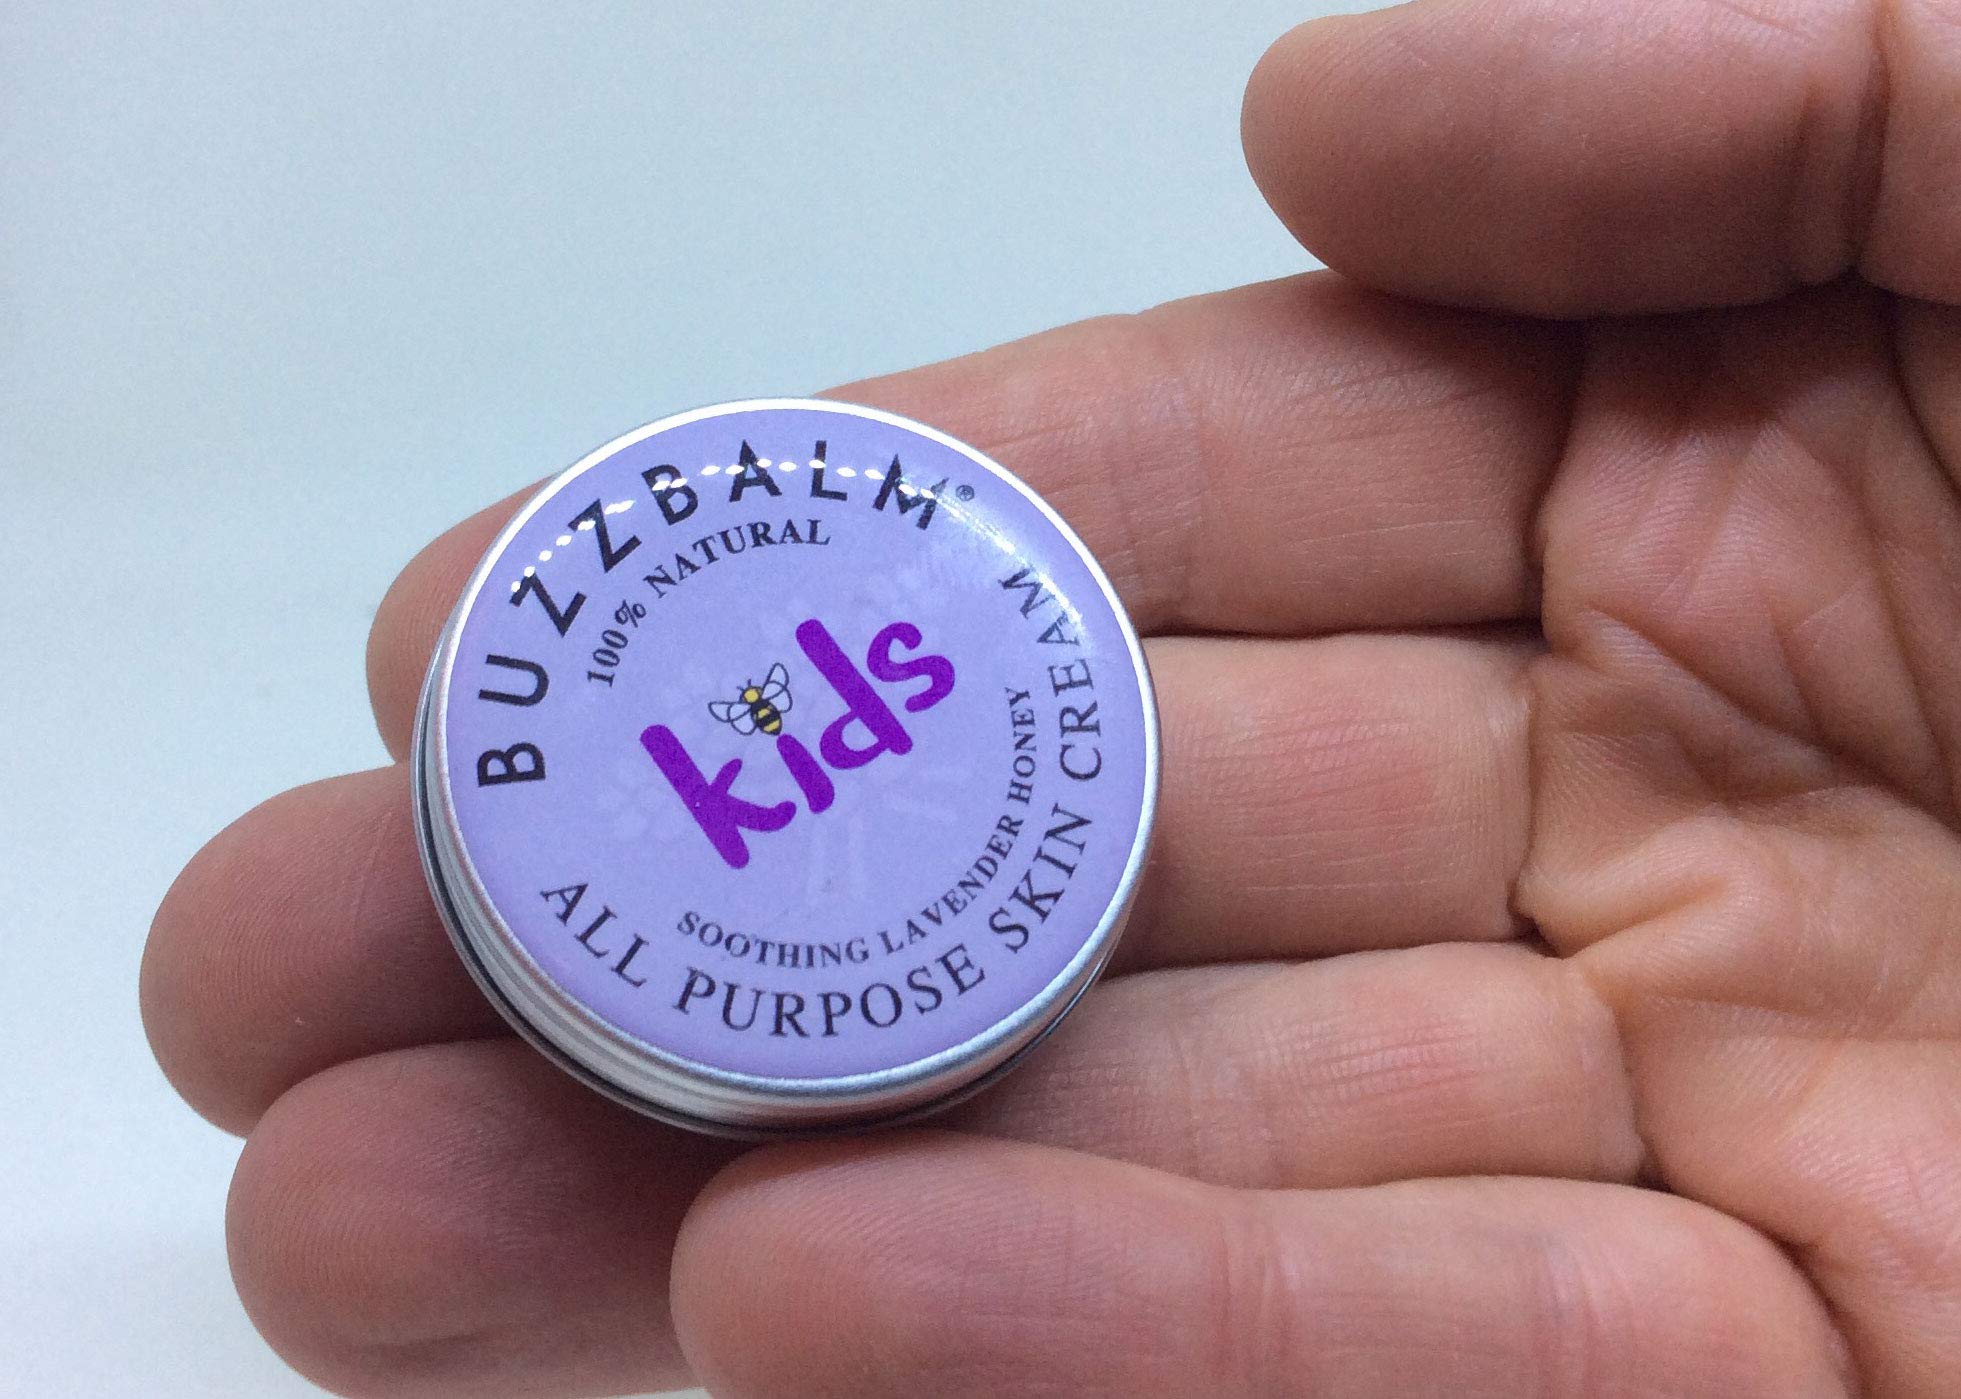 BUZZBALM®
100% NATURAL
kids
SOOTHING LAVENDER HONEY
ALL PURPOSE SKIN CREAM